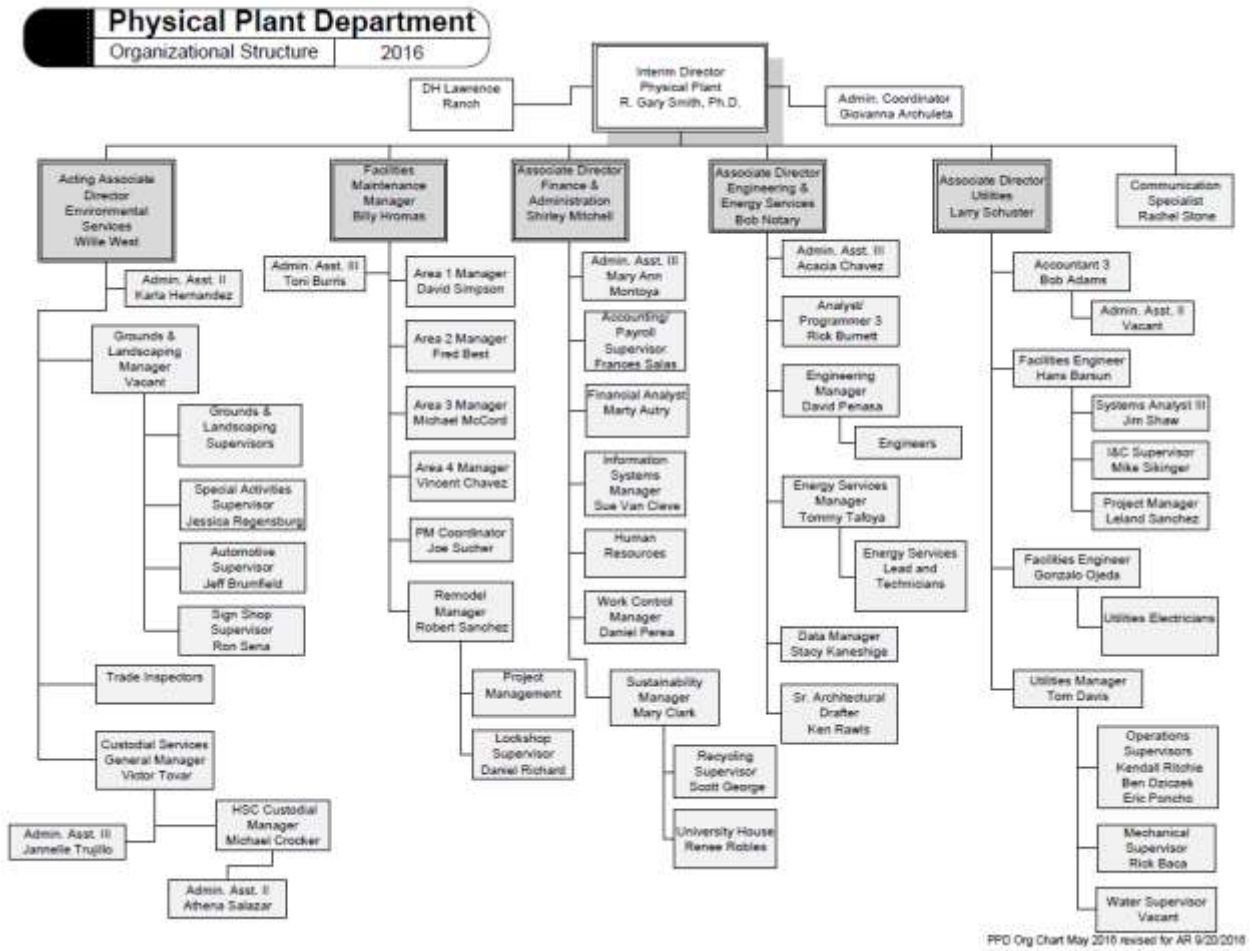 Physical Plant Department
Organizational Structure
2016
Interim Director
Physical Plant
R. Gary Smith, Ph.D.
DH Lawrence
Ranch
Admin. Coordinator
Giovanna Archuleta
Acting Associate
Director
Environmental
Services
Willie West
Facilities
Maintenance
Manager
Billy Hromas
Associate Director
Finance &
Administration
Shirley Mitchell
Associate Director
Engineering &
Energy Services
Bob Notary
Associate Director
Utilities
Larry Schuster
Communication
Specialist
Rachel Stone
Admin. Asst. II
Karla Hernandez
Grounds &
Landscaping
Manager
Vacant
Grounds &
Landscaping
Supervisors
Special Activities
Supervisor
Jessica Regensburg
Automotive
Supervisor
Jeff Brumfield
Sign Shop
Supervisor
Ron Sena
Trade Inspectors
Custodial Services
General Manager
Victor Tovar
Admin. Asst. III
Jannelle Trujillo
HSC Custodial
Manager
Michael Crocker
Admin. Asst. II
Athena Salazar
Admin. Asst. III
Toni Burris
Area 1 Manager
David Simpson
Area 2 Manager
Fred Best
Area 3 Manager
Michael McCord
Area 4 Manager
Vincent Chavez
PM Coordinator
Joe Sucher
Remodel
Manager
Robert Sanchez
Project
Management
Lockshop
Supervisor
Daniel Richard
Admin. Asst. III
Mary Ann
Montoya
Accounting/
Payroll
Supervisor
Frances Salas
Financial Analyst
Marty Autry
Information
Systems
Manager
Sue Van Cleve
Human
Resources
Work Control
Manager
Daniel Perea
Sustainability
Manager
Mary Clark
Recycling
Supervisor
Scott George
University House
Renee Robles
Admin. Asst. III
Acacia Chavez
Analyst/
Programmer 3
Rick Burnett
Engineering
Manager
David Penasa
Engineers
Energy Services
Manager
Tommy Tafoya
Energy Services
Lead and
Technicians
Data Manager
Stacy Kaneshige
Sr. Architectural
Drafter
Ken Rawls
Accountant 3
Bob Adams
Admin. Asst. II
Vacant
Facilities Engineer
Hans Barsun
Systems Analyst III
Jim Shaw
I&C Supervisor
Mike Sikinger
Project Manager
Leland Sanchez
Facilities Engineer
Gonzalo Ojeda
Utilities Electricians
Utilities Manager
Tom Davis
Operations
Supervisors
Kendall Ritchie
Ben Dziczek
Eric Poncho
Mechanical
Supervisor
Rick Baca
Water Supervisor
Vacant
PPD Org Chart May 2016 revised for AR 9/20/2016